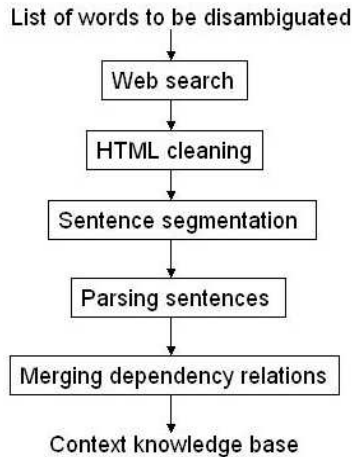 List of words to be disambiguated
Web search
HTML cleaning
Sentence segmentation
Parsing sentences
Merging dependency relations
Context knowledge base